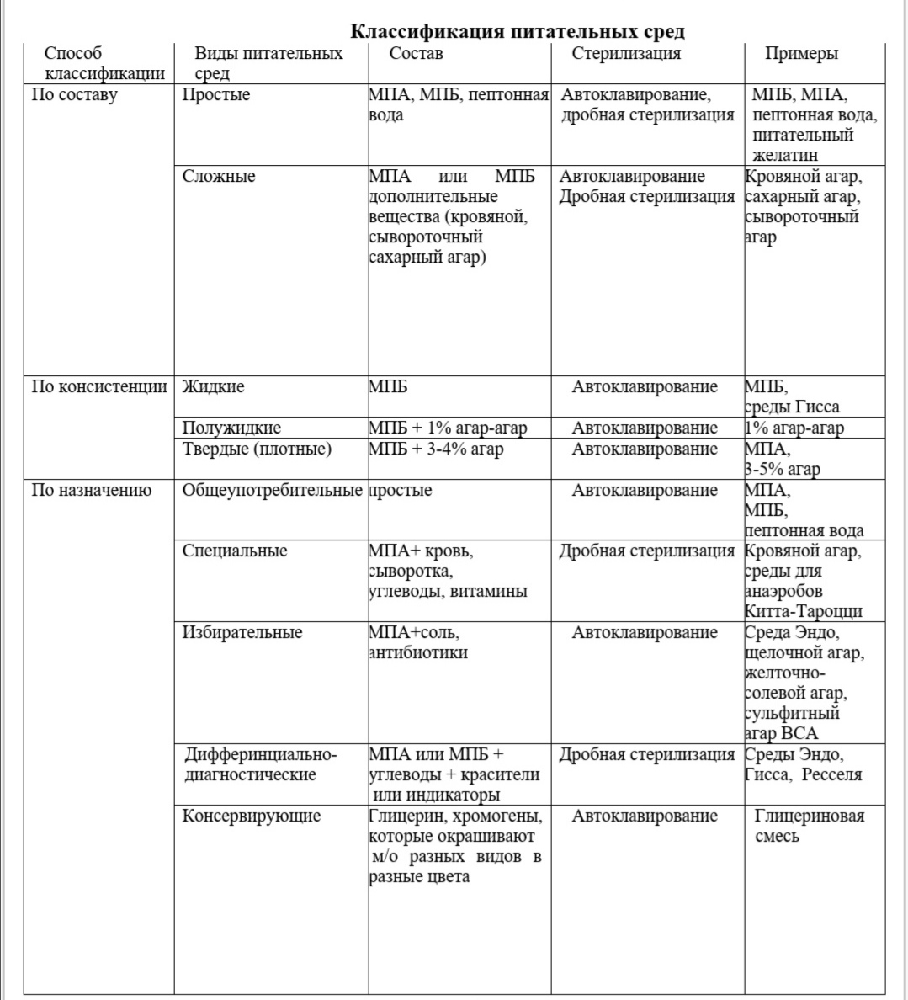 Классификация питательных сред
Способ классификации | Виды питательных сред | Состав | Стерилизация | Примеры
По составу
Простые
МПА, МПБ, пептонная
вода
Автоклавирование,
дробная стерилизация
МПБ, МПА,
пептонная вода,
питательный
желатин
Сложные
МПА или МПБ
дополнительные
вещества (кровяной,
сывороточный
сахарный агар)
Автоклавирование
Дробная стерилизация
Кровяной агар,
сахарный агар,
сывороточный
агар
По консистенции
Жидкие
МПБ
Автоклавирование
МПБ,
среды Гисса
Полужидкие
МПБ + 1% агар-агар
Автоклавирование
1% агар-агар
Твердые (плотные)
МПБ + 3-4% агар
Автоклавирование
МПА,
3-5% агар
По назначению
Общеупотребительные
простые
Автоклавирование
МПА,
МПБ,
пептонная вода
Специальные
МПА+ кровь,
сыворотка,
углеводы, витамины
Дробная стерилизация
Кровяной агар,
среды для
анаэробов
Китта-Тароцци
Избирательные
МПА+соль,
антибиотики
Автоклавирование
Среда Эндо,
щелочной агар,
желточно-
солевой агар,
сульфитный
агар ВСА
Дифферинциально-
диагностические
МПА или МПБ +
углеводы + красители
или индикаторы
Дробная стерилизация
Среды Эндо,
Гисса, Ресселя
Консервирующие
Глицерин, хромогены,
которые окрашивают
м/о разных видов в
разные цвета
Автоклавирование
Глицериновая
смесь